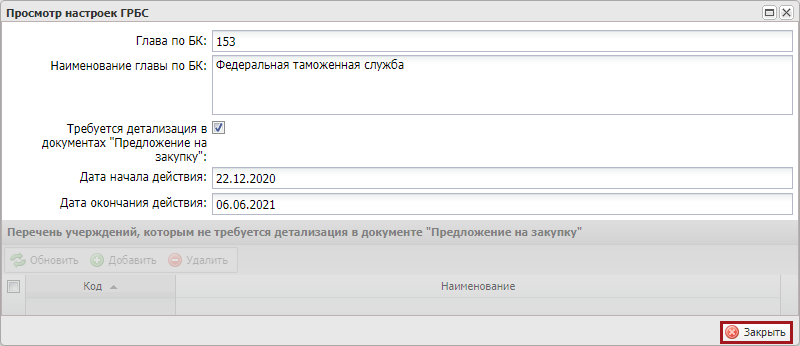 Просмотр настроек ГРБС
Глава по БК: 153
Наименование главы по БК: Федеральная таможенная служба
Требуется детализация в
документах "Предложение на
закупку":
Дата начала действия: 22.12.2020
Дата окончания действия: 06.06.2021
Перечень учерждений, которым не требуется детализация в документе "Предложение на закупку"
Обновить Добавить Удалить
Код Наименование
Закрыть